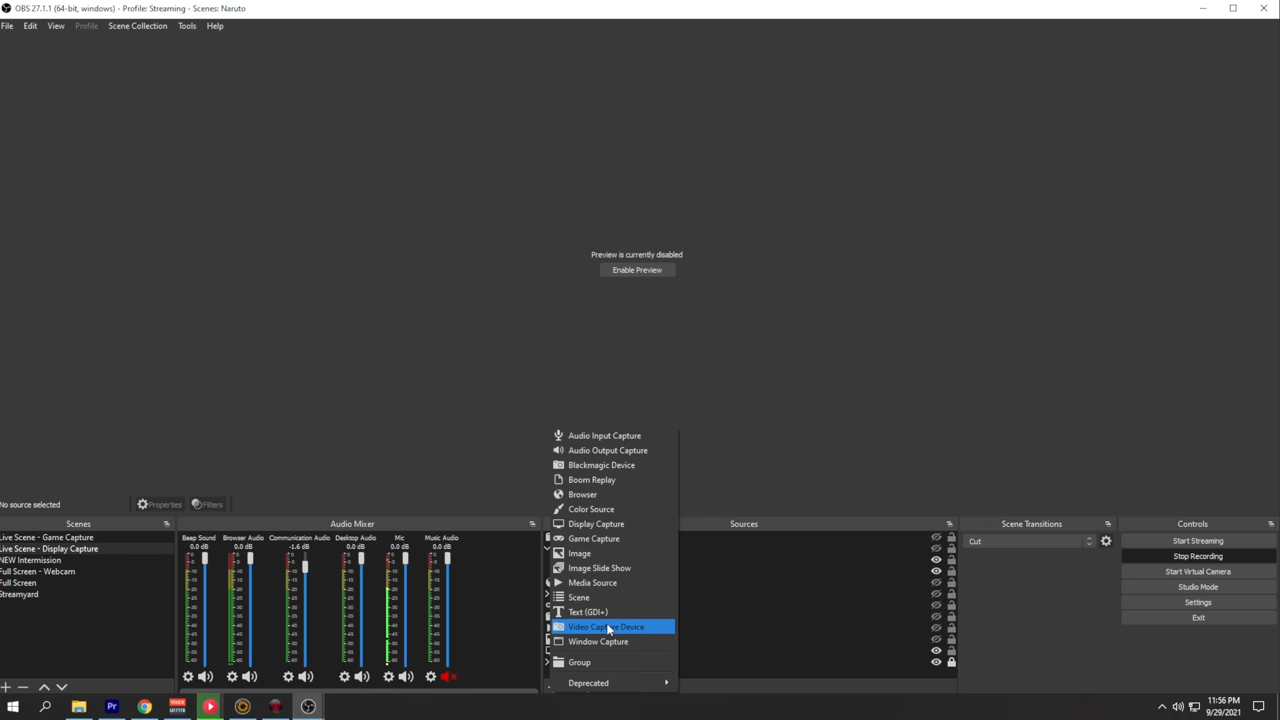 OBS 27.1.1 (64-bit, windows) - Profile: Streaming - Scenes: Naruto
File Edit View Profile Scene Collection Tools Help
Preview is currently disabled
Enable Preview
Audio Input Capture
Audio Output Capture
Blackmagic Device
Boom Replay
Browser
Color Source
Display Capture
Game Capture
Image
Image Slide Show
Media Source
Scene
Text (GDI+)
Video Capture Device
Window Capture
Group
Deprecated
No source selected Properties Filters
Scenes
Live Scene - Game Capture
Live Scene - Display Capture
NEW Intermission
Full Screen - Webcam
Full Screen
Streamyard
Audio Mixer
Beep Sound Browser Audio Communication Audio Desktop Audio Mic Music Audio
0.0 dB 0.0 dB -1.6 dB 0.0 dB 0.0 dB 0.0 dB
Sources
Scene Transitions
Cut
Controls
Start Streaming
Stop Recording
Start Virtual Camera
Studio Mode
Settings
Exit
11:56 PM
9/29/2021